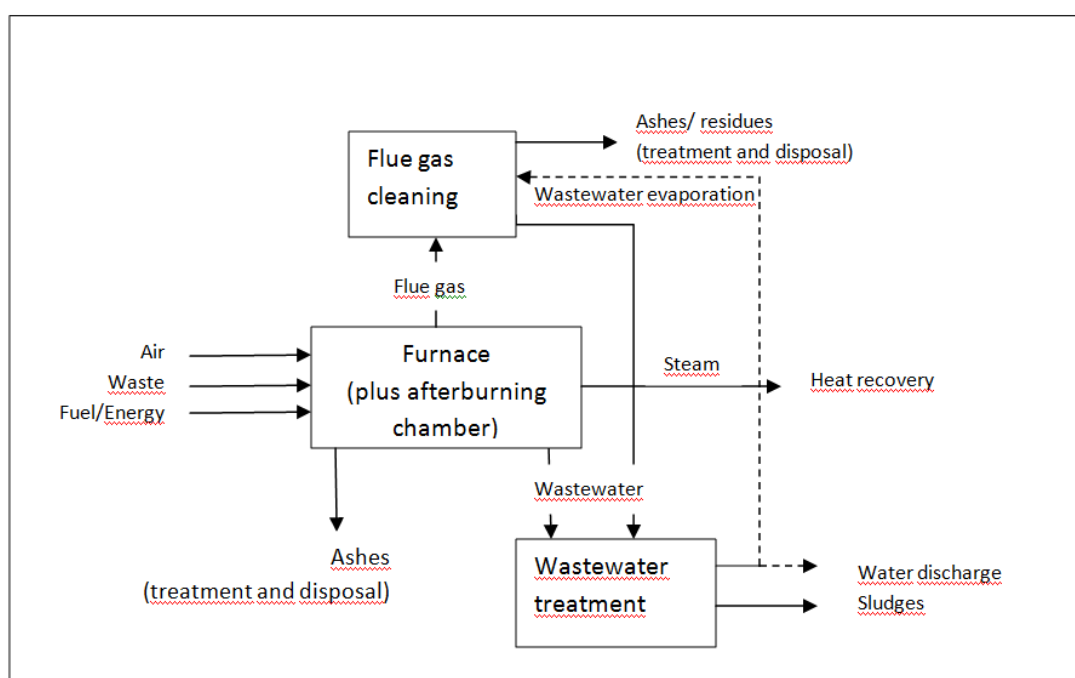 Ashes/ residues
(treatment and disposal)
Flue gas
cleaning
Wastewater evaporation
Flue gas
Air
Waste
Fuel/Energy
Furnace
(plus afterburning
chamber)
Steam
Heat recovery
Wastewater
Ashes
(treatment and disposal)
Wastewater
treatment
Water discharge
Sludges